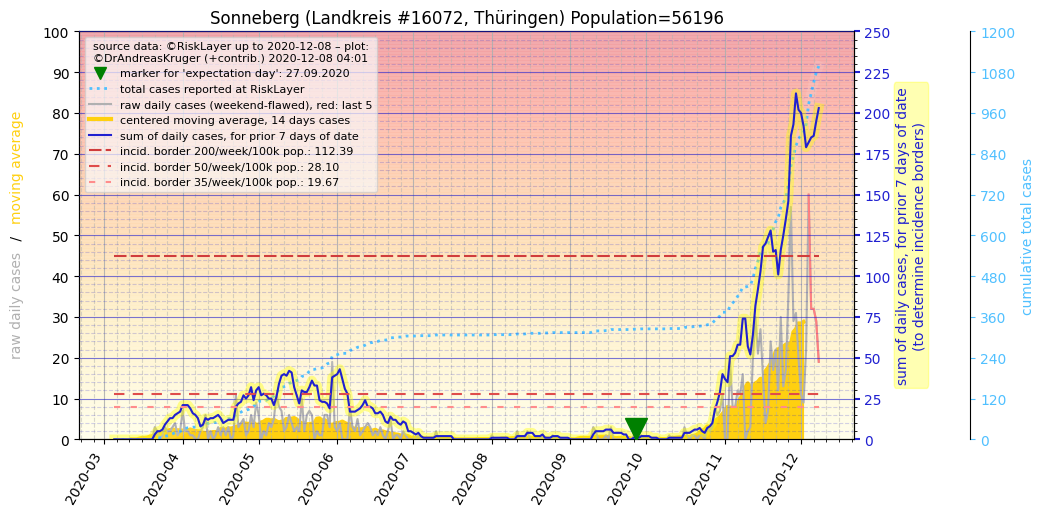 Sonneberg (Landkreis #16072, Thüringen) Population=56196
source data: ©RiskLayer up to 2020-12-08 – plot:
©DrAndreasKruger (+contrib.) 2020-12-08 04:01
marker for 'expectation day': 27.09.2020
total cases reported at RiskLayer
raw daily cases (weekend-flawed), red: last 5
centered moving average, 14 days cases
sum of daily cases, for prior 7 days of date
incid. border 200/week/100k pop.: 112.39
incid. border 50/week/100k pop.: 28.10
incid. border 35/week/100k pop.: 19.67
raw daily cases / moving average
100
90
80
70
60
50
40
30
20
10
0
2020-03
2020-04
2020-05
2020-06
2020-07
2020-08
2020-09
2020-10
2020-11
2020-12
250
225
200
175
150
125
100
75
50
25
0
sum of daily cases, for prior 7 days of date
(to determine incidence borders)
1200
1080
960
840
720
600
480
360
240
120
0
cumulative total cases